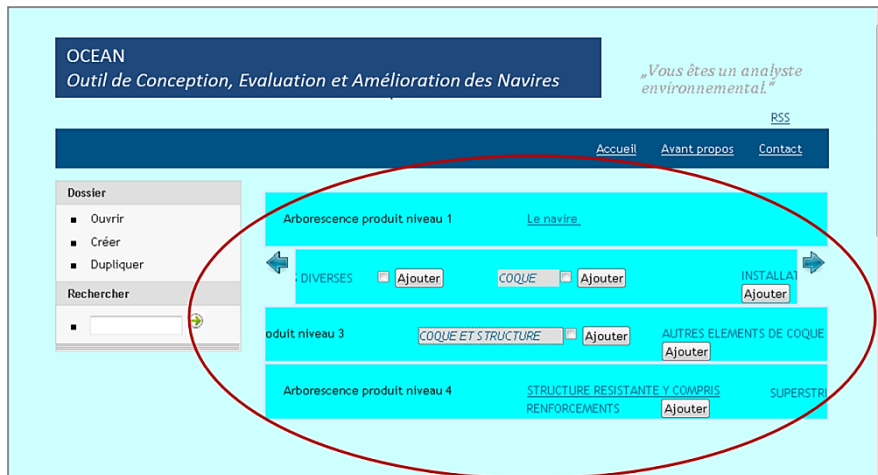 OCEAN
Outil de Conception, Evaluation et Amélioration des Navires
„Vous êtes un analyste
environnemental.“
RSS
Accueil Avant propos Contact
Dossier
Ouvrir
Créer
Dupliquer
Rechercher
Arborescence produit niveau 1 Le navire
DIVERSES Ajouter COQUE Ajouter INSTALLAT
Ajouter
oduit niveau 3 COQUE ET STRUCTURE Ajouter AUTRES ELEMENTS DE COQUE
Ajouter
Arborescence produit niveau 4 STRUCTURE RESISTANTE Y COMPRIS SUPERSTR
RENFORCEMENTS Ajouter